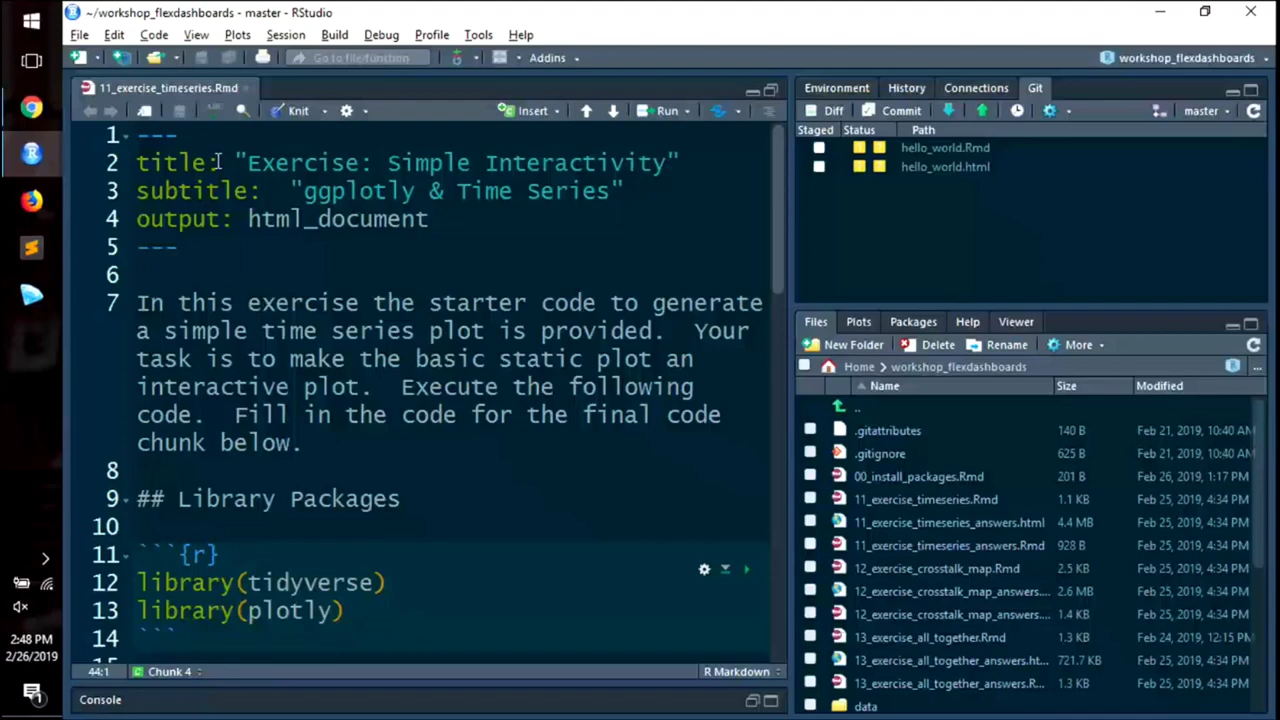 ~/workshop_flexdashboards - master - RStudio
File Edit Code View Plots Session Build Debug Profile Tools Help
Go to file/function Addins workshop_flexdashboards
11_exercise_timeseries.Rmd
Knit Insert Run
1 ---
2 title: "Exercise: Simple Interactivity"
3 subtitle: "ggplotly & Time Series"
4 output: html_document
5 ---
6
7 In this exercise the starter code to generate
a simple time series plot is provided. Your
task is to make the basic static plot an
interactive plot. Execute the following
code. Fill in the code for the final code
chunk below.
8
9 ## Library Packages
10
11 ```{r}
12 library(tidyverse)
13 library(plotly)
14 ```
44:1 Chunk 4 R Markdown
Console
Environment History Connections Git
Diff Commit master
Staged Status Path
hello_world.Rmd
hello_world.html
Files Plots Packages Help Viewer
New Folder Delete Rename More
Home workshop_flexdashboards
Name Size Modified
..
.gitattributes 140 B Feb 21, 2019, 10:40 AM
.gitignore 625 B Feb 21, 2019, 10:40 AM
00_install_packages.Rmd 201 B Feb 26, 2019, 1:17 PM
11_exercise_timeseries.Rmd 1.1 KB Feb 25, 2019, 4:34 PM
11_exercise_timeseries_answers.html 4.4 MB Feb 25, 2019, 4:34 PM
11_exercise_timeseries_answers.Rmd 928 B Feb 25, 2019, 4:34 PM
12_exercise_crosstalk_map.Rmd 2.5 KB Feb 25, 2019, 4:34 PM
12_exercise_crosstalk_map_answers.... 2.6 MB Feb 25, 2019, 4:34 PM
12_exercise_crosstalk_map_answers.... 1.4 KB Feb 25, 2019, 4:34 PM
13_exercise_all_together.Rmd 1.3 KB Feb 24, 2019, 12:15 PM
13_exercise_all_together_answers.ht... 721.7 KB Feb 25, 2019, 4:34 PM
13_exercise_all_together_answers.R... 1.3 KB Feb 25, 2019, 4:34 PM
data
2:48 PM
2/26/2019